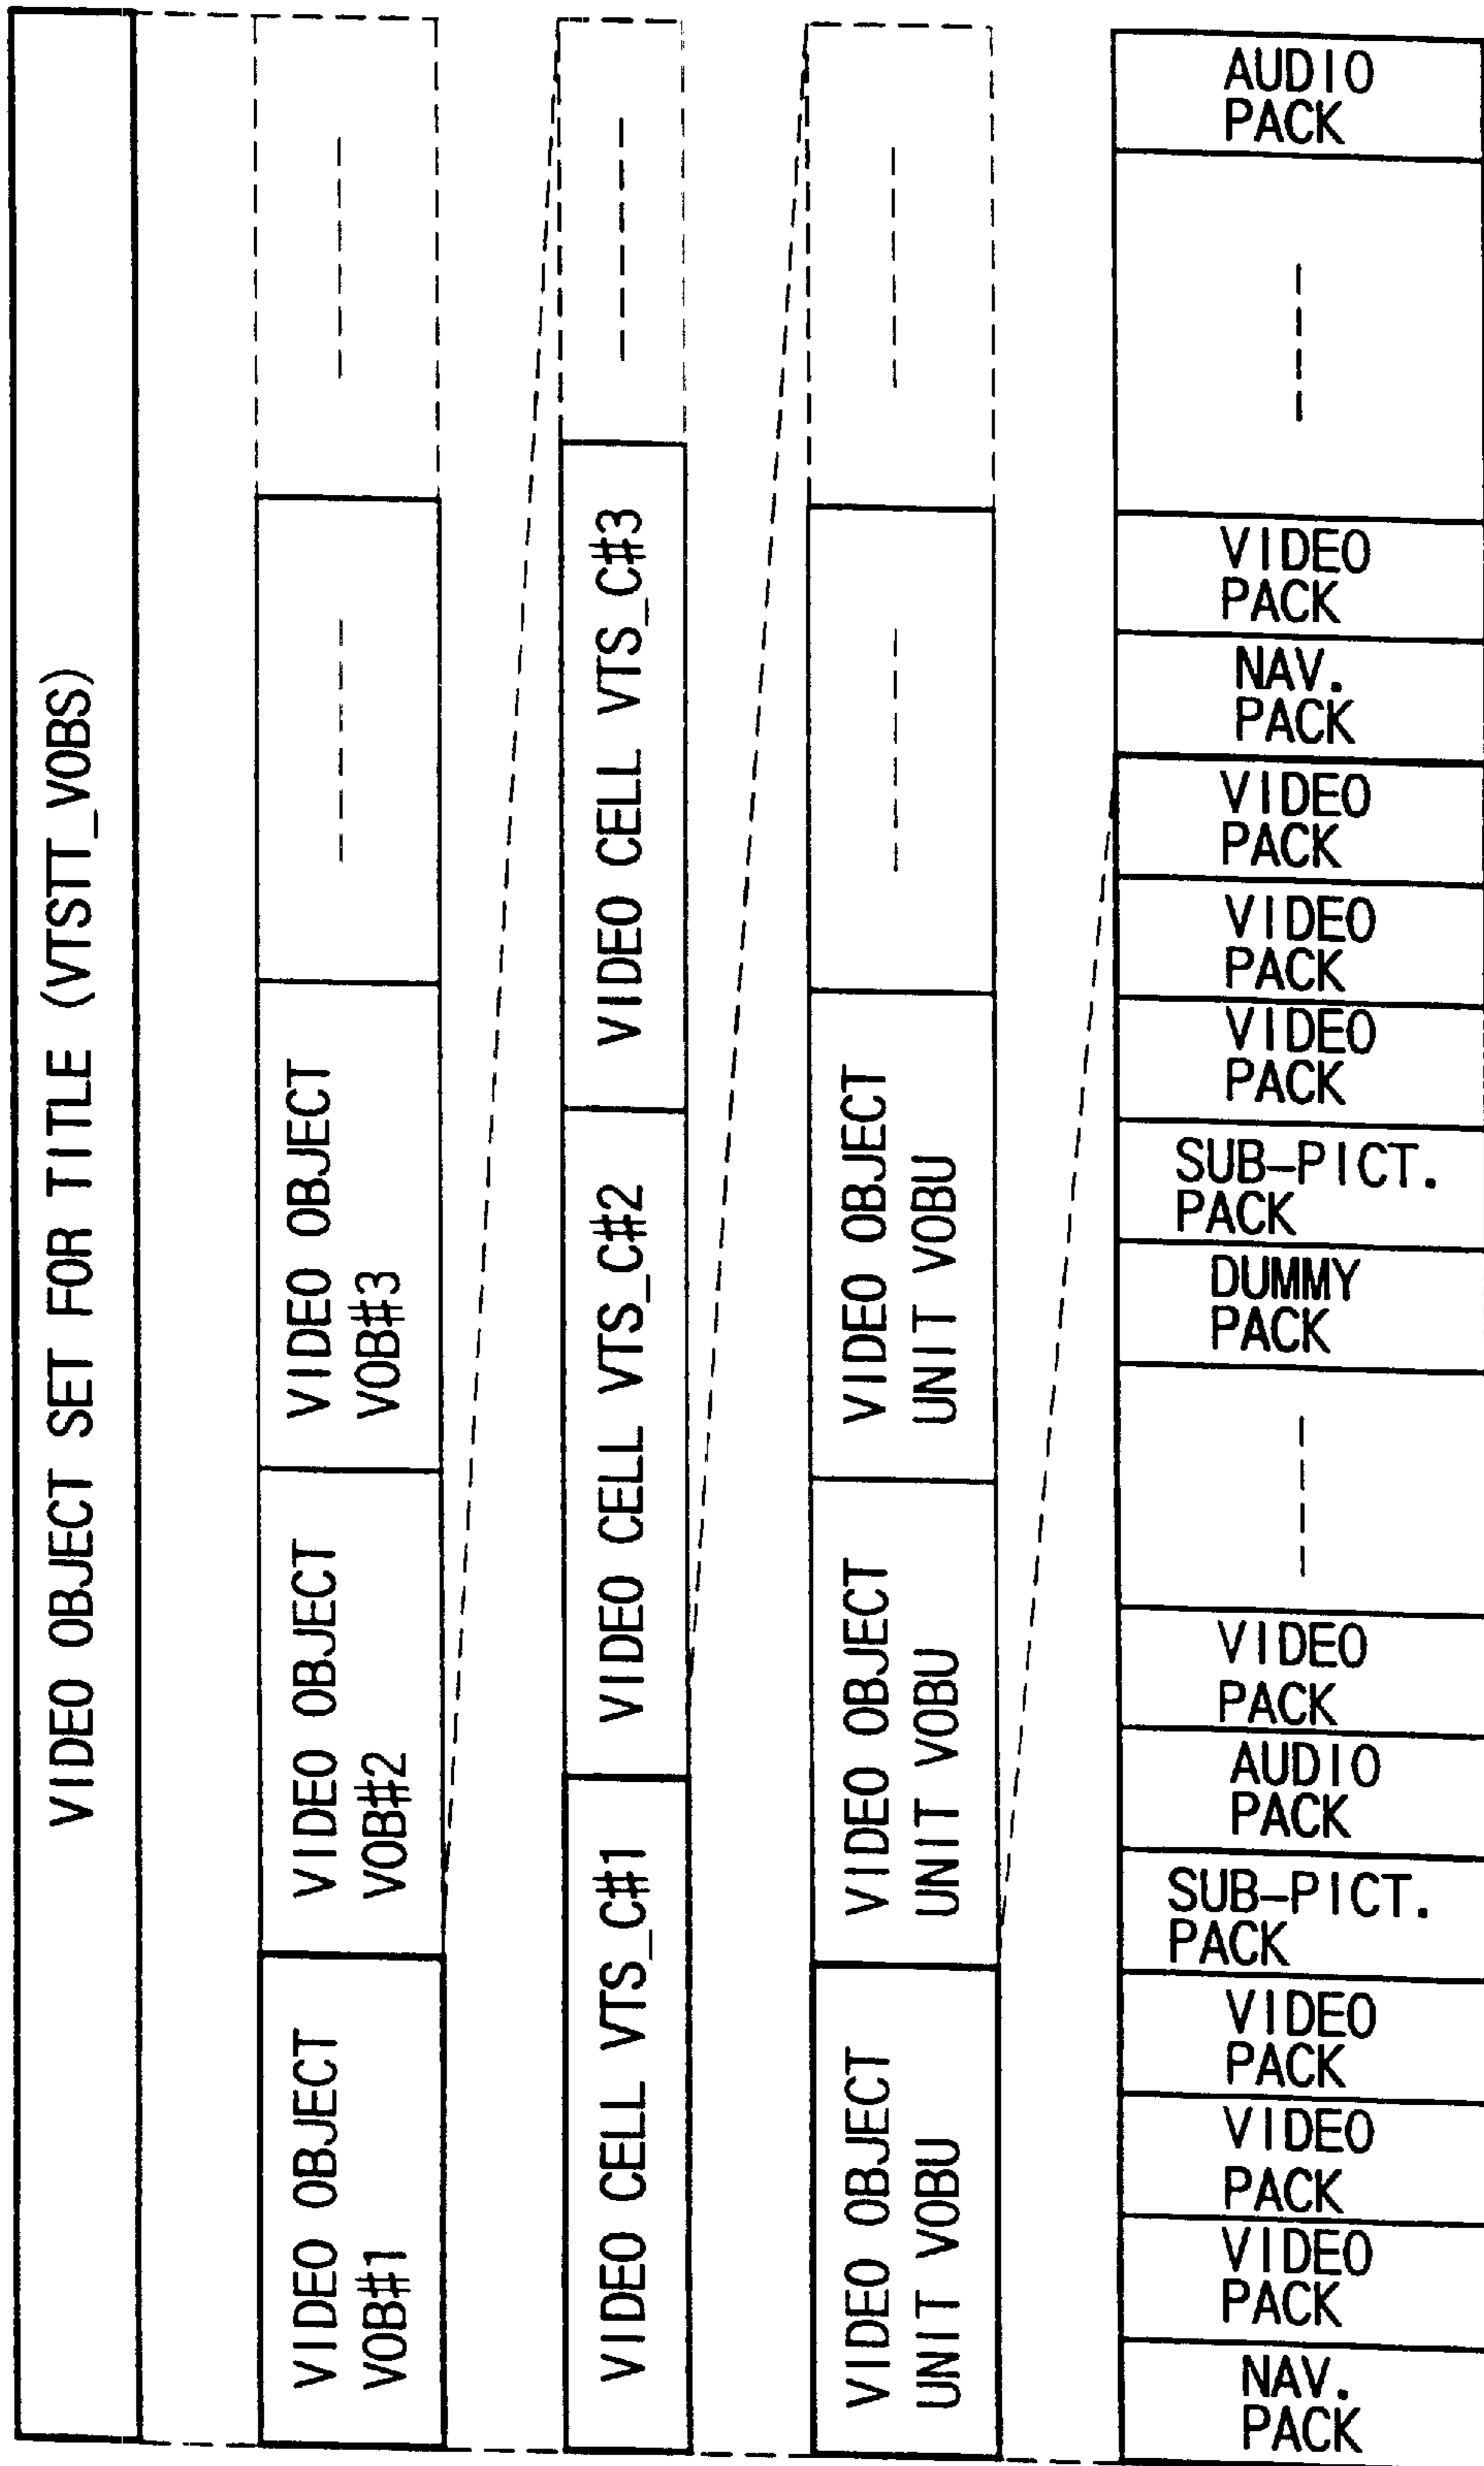 VIDEO OBJECT SET FOR TITLE (VTSTT_VOBS)
VIDEO OBJECT
VOB#1
VIDEO OBJECT
VOB#2
VIDEO OBJECT
VOB#3
VIDEO CELL VTS_C#1
VIDEO CELL VTS_C#2
VIDEO CELL VTS_C#3
VIDEO OBJECT
UNIT VOBU
VIDEO OBJECT
UNIT VOBU
VIDEO OBJECT
UNIT VOBU
NAV.
PACK
VIDEO
PACK
VIDEO
PACK
VIDEO
PACK
SUB-PICT.
PACK
AUDIO
PACK
VIDEO
PACK
DUMMY
PACK
SUB-PICT.
PACK
VIDEO
PACK
VIDEO
PACK
VIDEO
PACK
NAV.
PACK
VIDEO
PACK
AUDIO
PACK